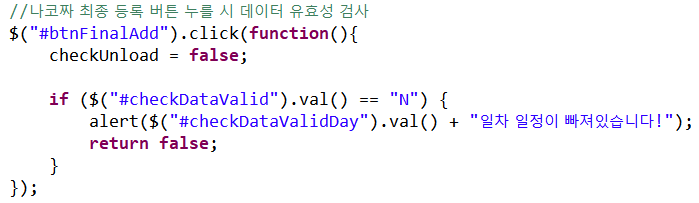 //나코짜 최종 등록 버튼 누를 시 데이터 유효성 검사
$("#btnFinalAdd").click(function(){
    checkUnload = false;

    if ($("#checkDataValid").val() == "N") {
        alert($("#checkDataValidDay").val() + "일차 일정이 빠져있습니다!");
        return false;
    }
});